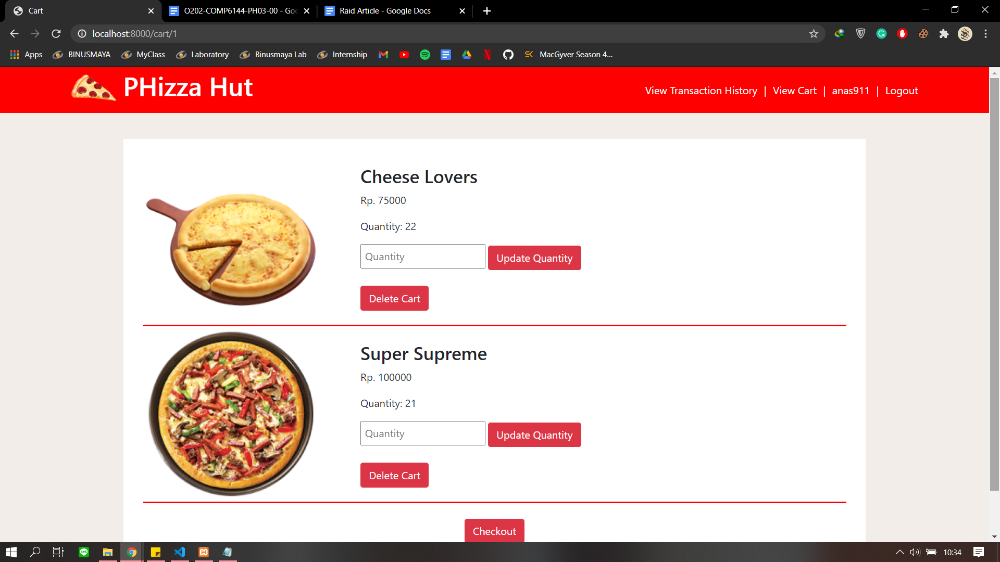 Cart
O202-COMP6144-PH03-00 - Goo
Raid Article - Google Docs
localhost:8000/cart/1
Apps
BINUSMAYA
MyClass
Laboratory
Binusmaya Lab
Internship
MacGyver Season 4...
PHizza Hut
View Transaction History | View Cart | anas911 | Logout
Cheese Lovers
Rp. 75000
Quantity: 22
Quantity
Update Quantity
Delete Cart
Super Supreme
Rp. 100000
Quantity: 21
Quantity
Update Quantity
Delete Cart
Checkout
10:34